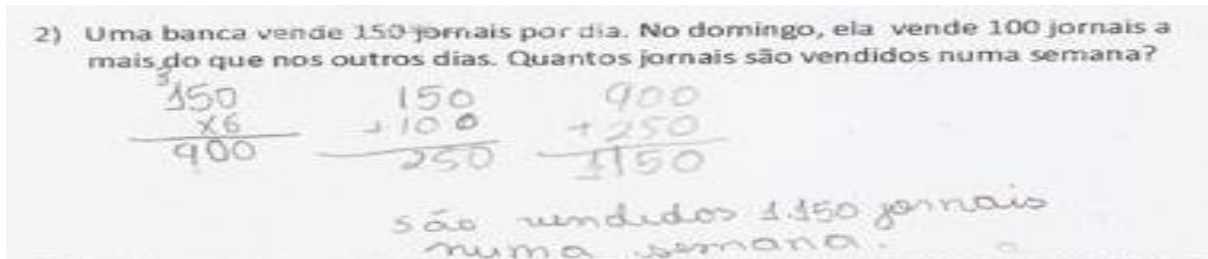 2) Uma banca vende 150 jornais por dia. No domingo, ela vende 100 jornais a
mais do que nos outros dias. Quantos jornais são vendidos numa semana?
3
150 150 900
x6 +100 +250
900 250 1150
são vendidos 1.150 jornais
numa semana.